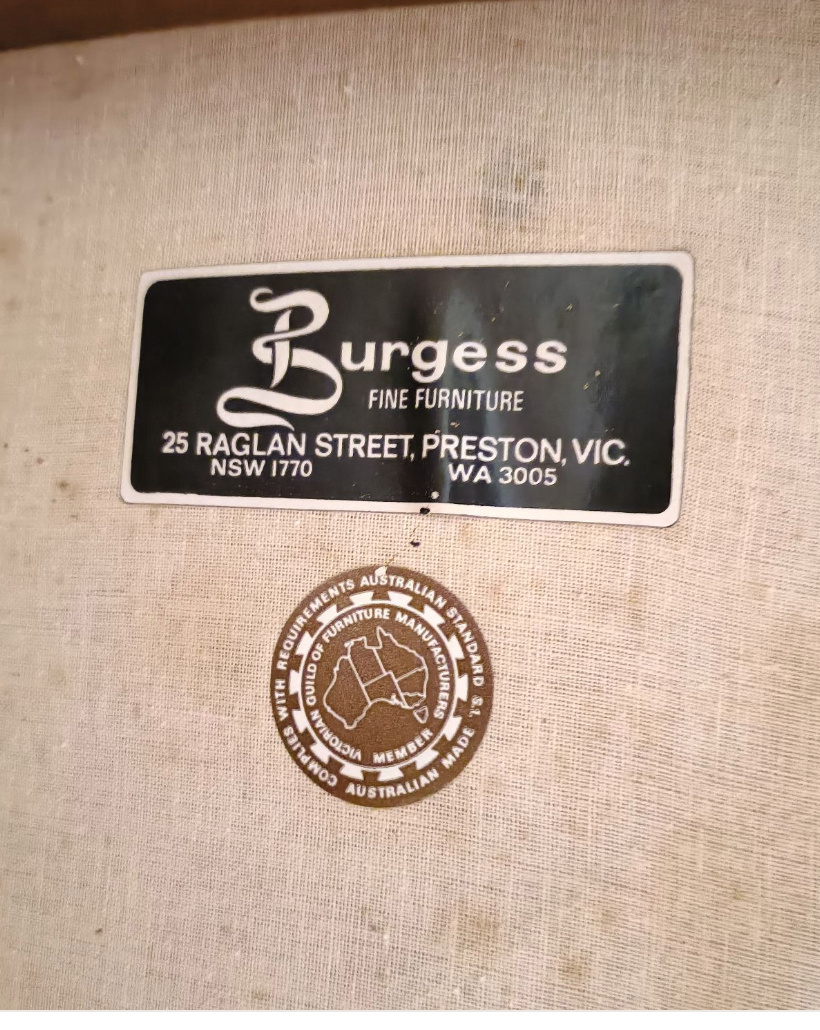 Burgess
FINE FURNITURE
25 RAGLAN STREET, PRESTON, VIC.
NSW 1770 WA 3005
COMPLIES WITH REQUIREMENTS AUSTRALIAN STANDARD S.I.
AUSTRALIAN MADE
VICTORIAN GUILD OF FURNITURE MANUFACTURERS
MEMBER